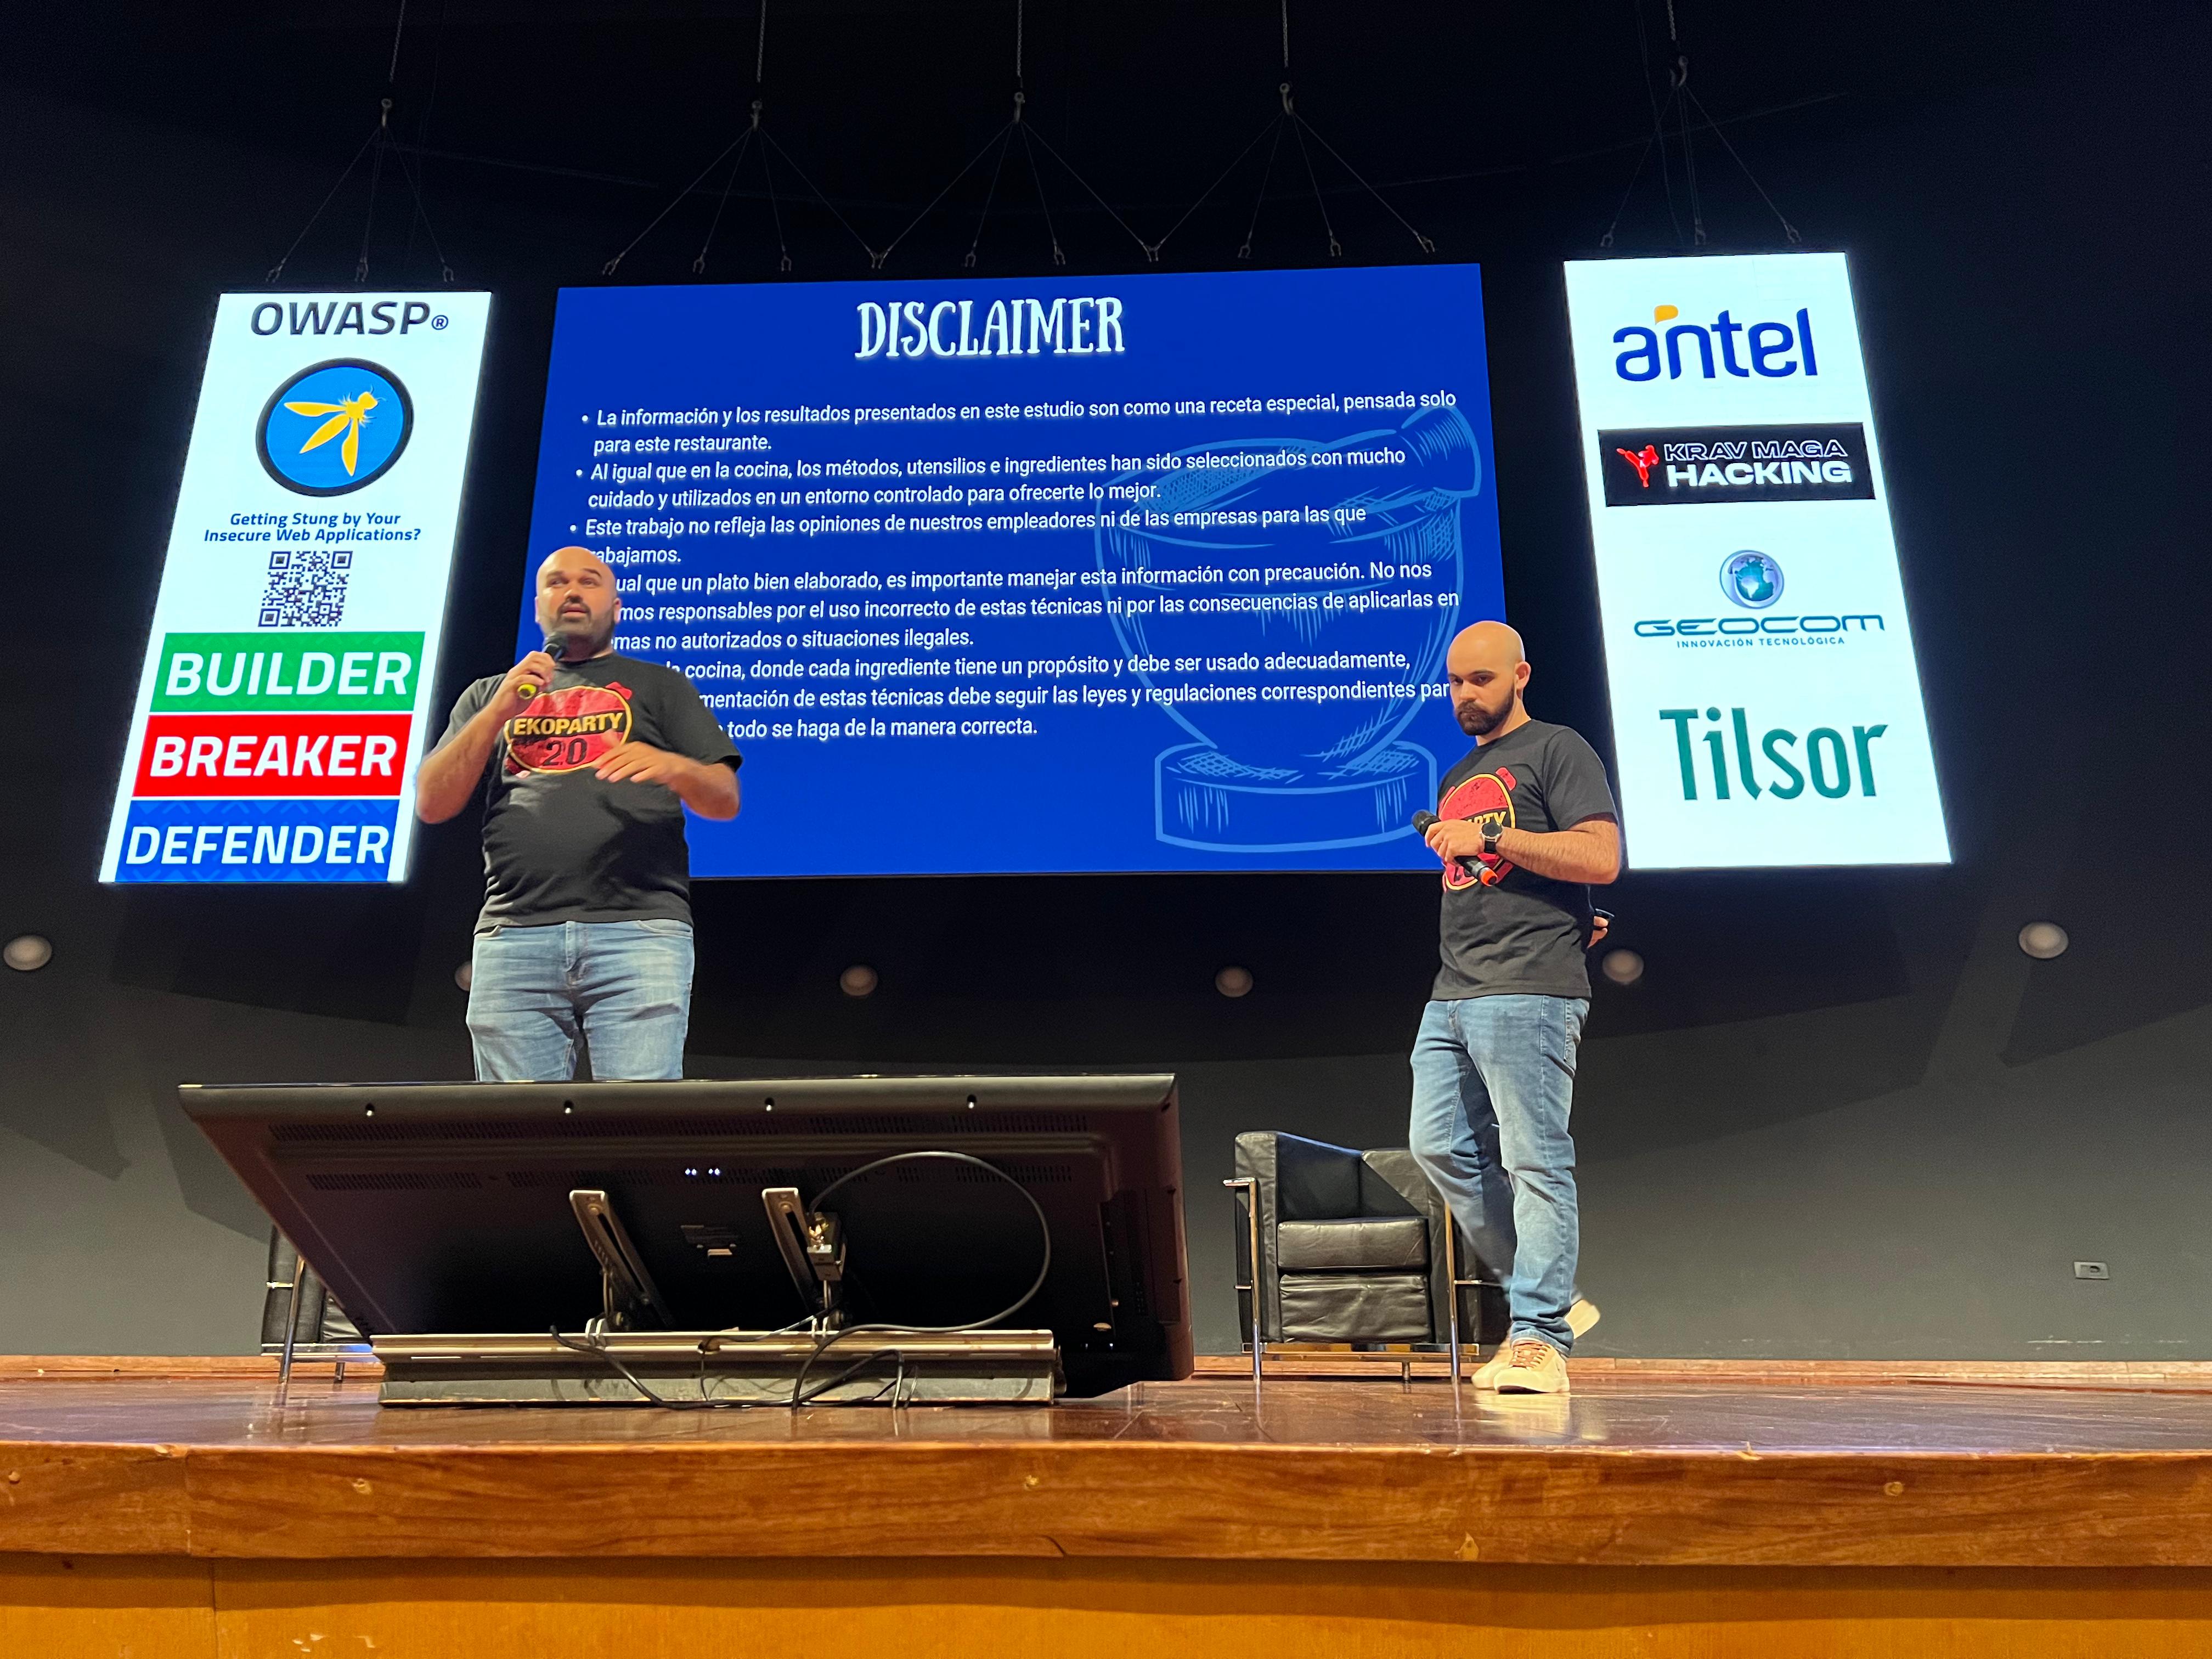 OWASP®
Getting Stung by Your
Insecure Web Applications?
BUILDER
BREAKER
DEFENDER
DISCLAIMER
• La información y los resultados presentados en este estudio son como una receta especial, pensada solo
para este restaurante.
• Al igual que en la cocina, los métodos, utensilios e ingredientes han sido seleccionados con mucho
cuidado y utilizados en un entorno controlado para ofrecerte lo mejor.
• Este trabajo no refleja las opiniones de nuestros empleadores ni de las empresas para las que
rabajamos.
ual que un plato bien elaborado, es importante manejar esta información con precaución. No nos
mos responsables por el uso incorrecto de estas técnicas ni por las consecuencias de aplicarlas en
emas no autorizados o situaciones ilegales.
cocina, donde cada ingrediente tiene un propósito y debe ser usado adecuadamente,
mentación de estas técnicas debe seguir las leyes y regulaciones correspondientes par
todo se haga de la manera correcta.
EKOPARTY
20
ARTY
antel
KRAV MAGA
HACKING
GEOCOM
INNOVACIÓN TECNOLÓGICA
Tilsor